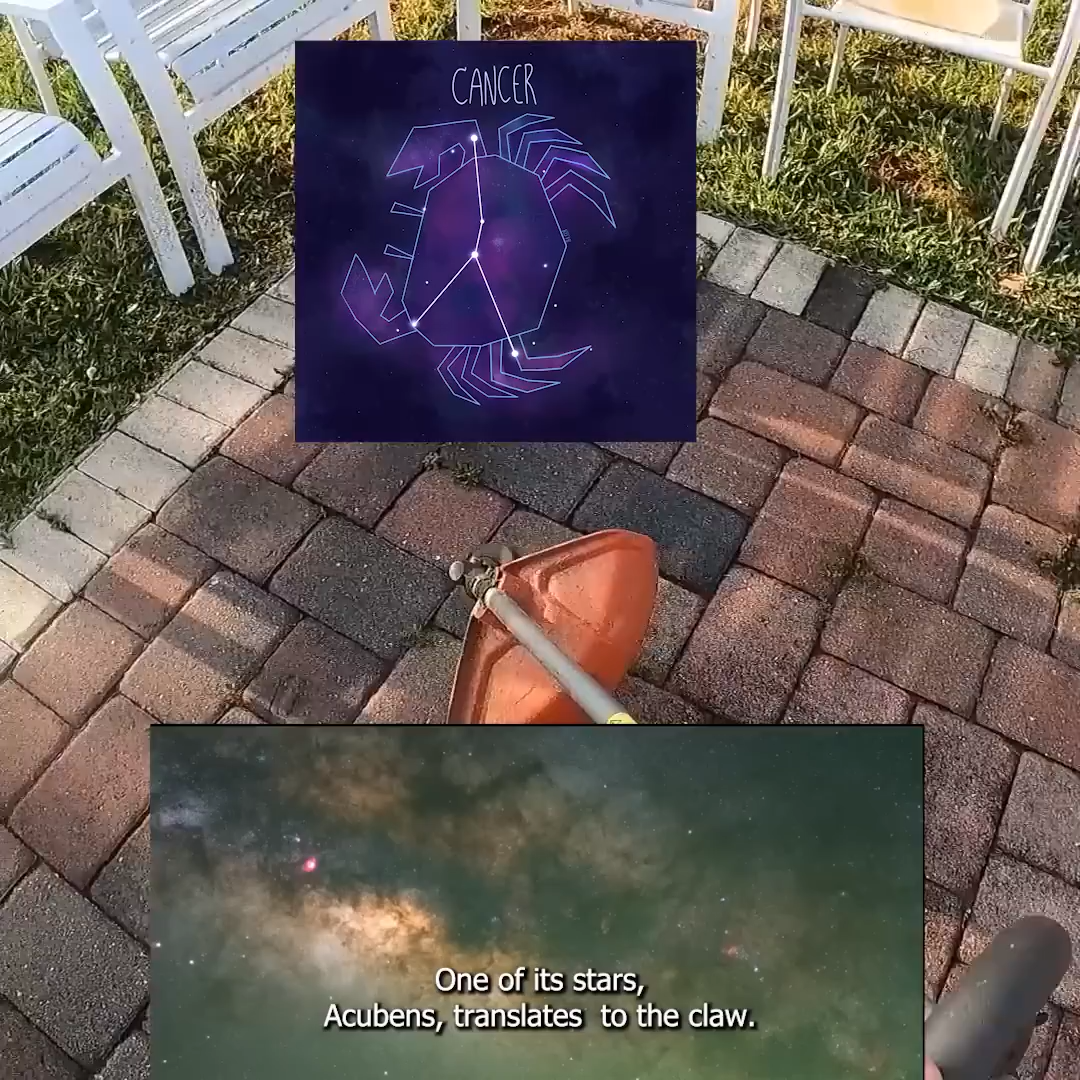 CANCER
One of its stars,
Acubens, translates  to the claw.